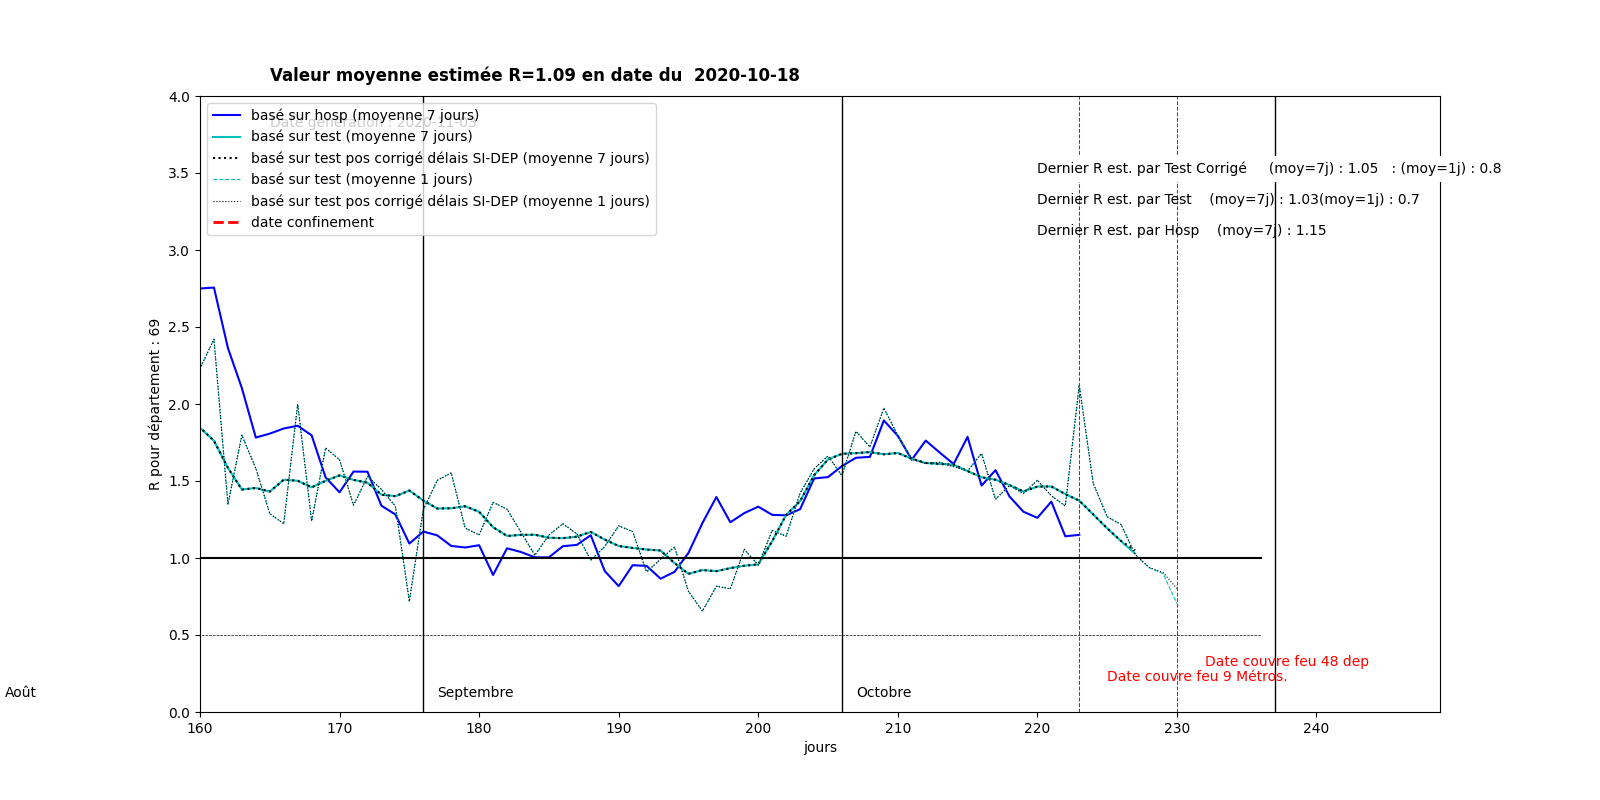 Valeur moyenne estimée R=1.09 en date du  2020-10-18
Date génération : 2020-11-03
basé sur hosp (moyenne 7 jours)
basé sur test (moyenne 7 jours)
basé sur test pos corrigé délais SI-DEP (moyenne 7 jours)
basé sur test (moyenne 1 jours)
basé sur test pos corrigé délais SI-DEP (moyenne 1 jours)
date confinement
Dernier R est. par Test Corrigé     (moy=7j) : 1.05   : (moy=1j) : 0.8
Dernier R est. par Test    (moy=7j) : 1.03(moy=1j) : 0.7
Dernier R est. par Hosp    (moy=7j) : 1.15
4.0
3.5
3.0
2.5
2.0
1.5
1.0
0.5
0.0
R pour département : 69
Date couvre feu 48 dep
Date couvre feu 9 Métros.
Août
Septembre
Octobre
160 170 180 190 200 210 220 230 240
jours